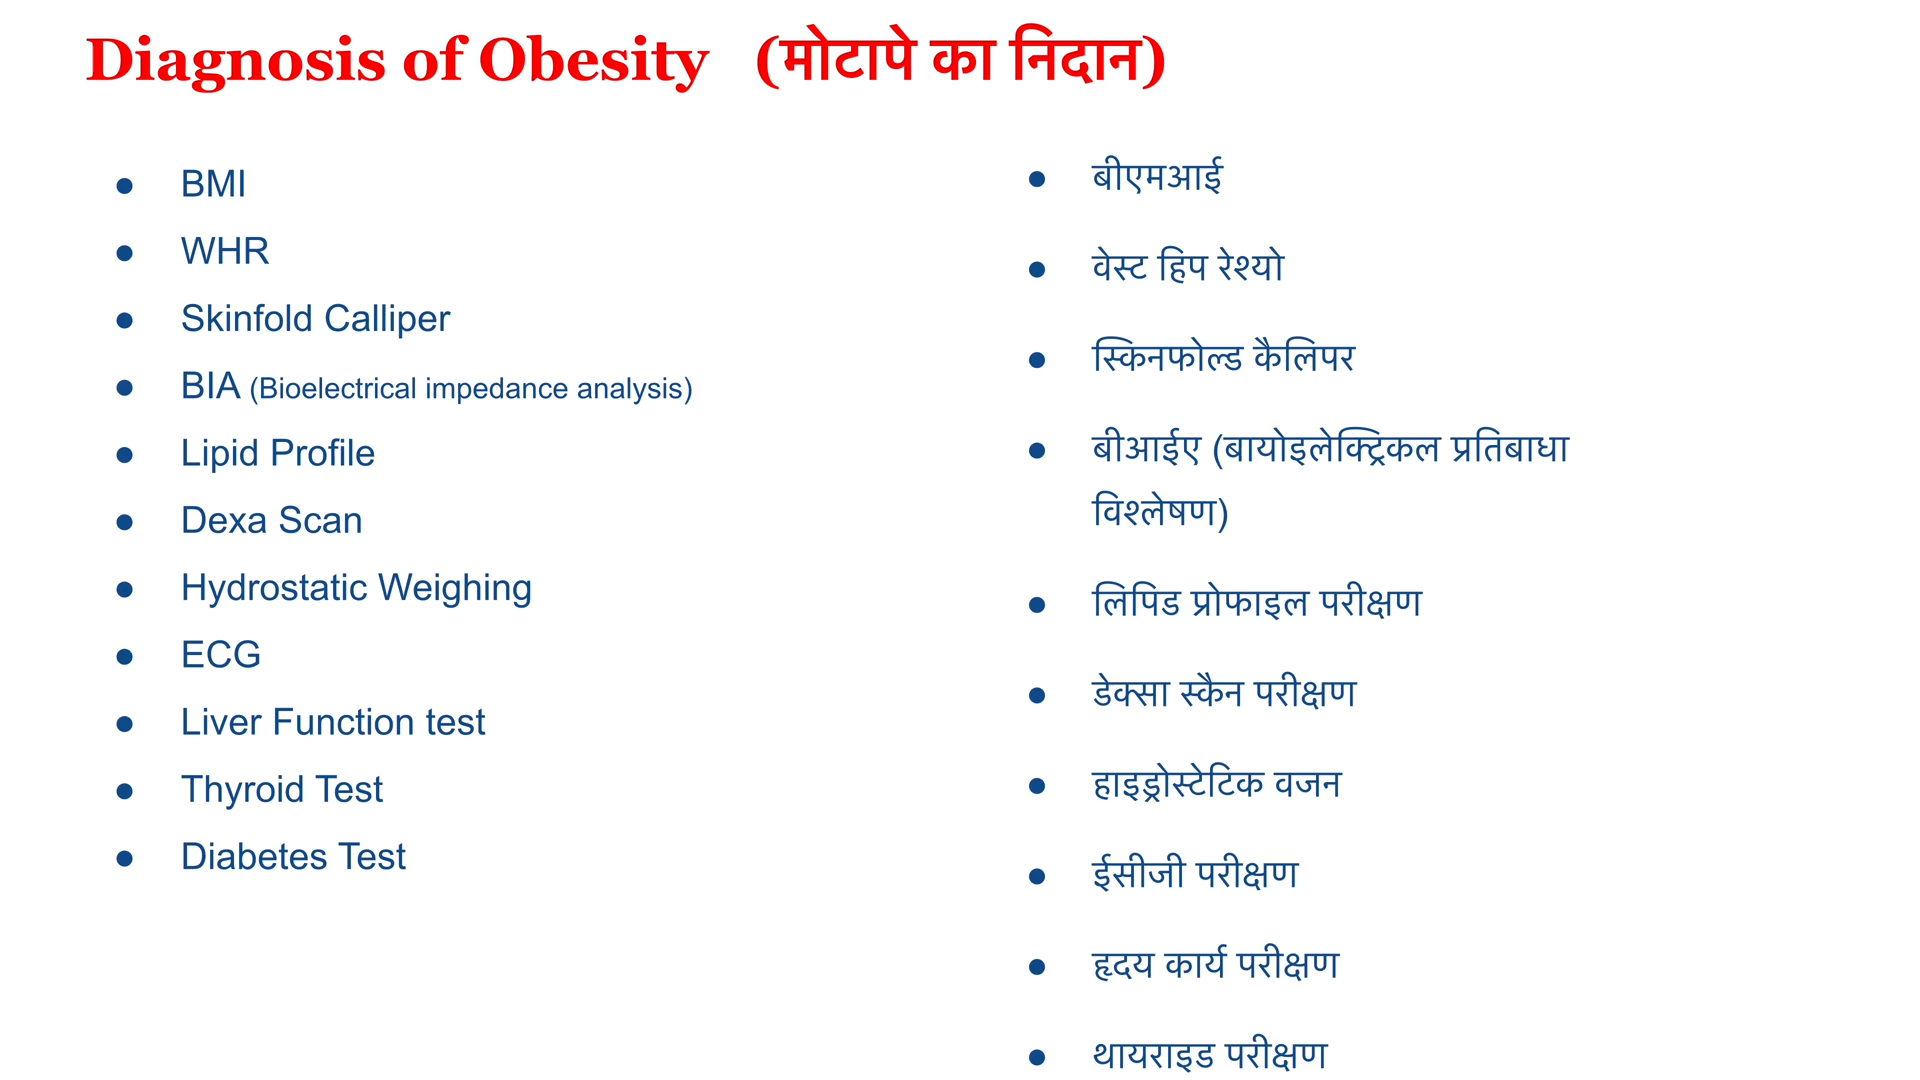 Diagnosis of Obesity (मोटापे का निदान)
● BMI
● WHR
● Skinfold Calliper
● BIA (Bioelectrical impedance analysis)
● Lipid Profile
● Dexa Scan
● Hydrostatic Weighing
● ECG
● Liver Function test
● Thyroid Test
● Diabetes Test
● बीएमआई
● वेस्ट हिप रेश्यो
● स्किनफोल्ड कैलिपर
● बीआईए (बायोइलेक्ट्रिकल प्रतिबाधा
विश्लेषण)
● लिपिड प्रोफाइल परीक्षण
● डेक्सा स्कैन परीक्षण
● हाइड्रोस्टेटिक वजन
● ईसीजी परीक्षण
● हृदय कार्य परीक्षण
● थायराइड परीक्षण